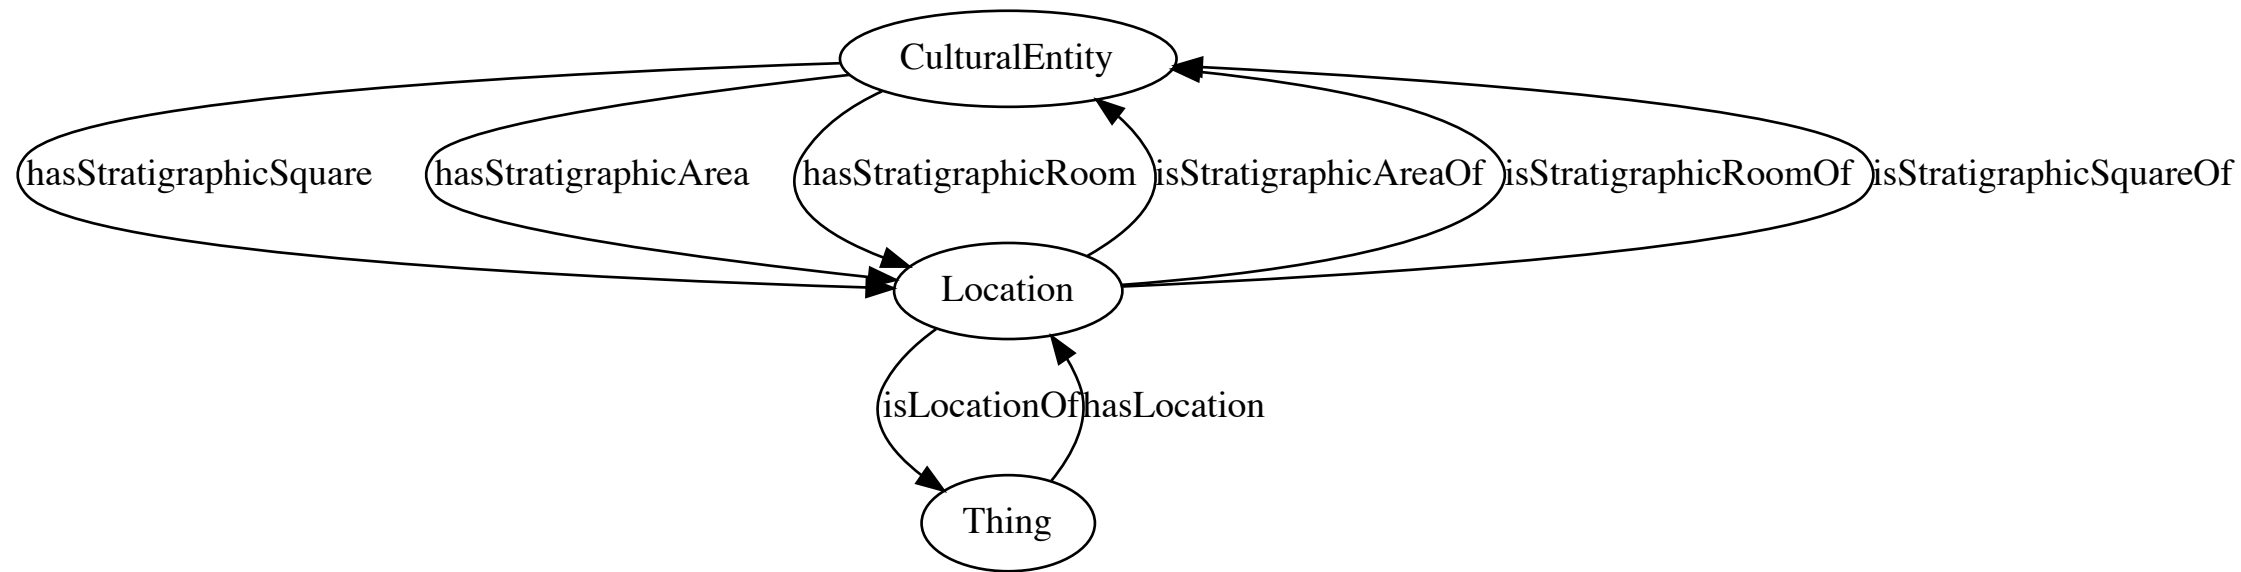 CulturalEntity
hasStratigraphicSquare
hasStratigraphicArea
hasStratigraphicRoom
isStratigraphicAreaOf
isStratigraphicRoomOf
isStratigraphicSquareOf
Location
isLocationOf
hasLocation
Thing